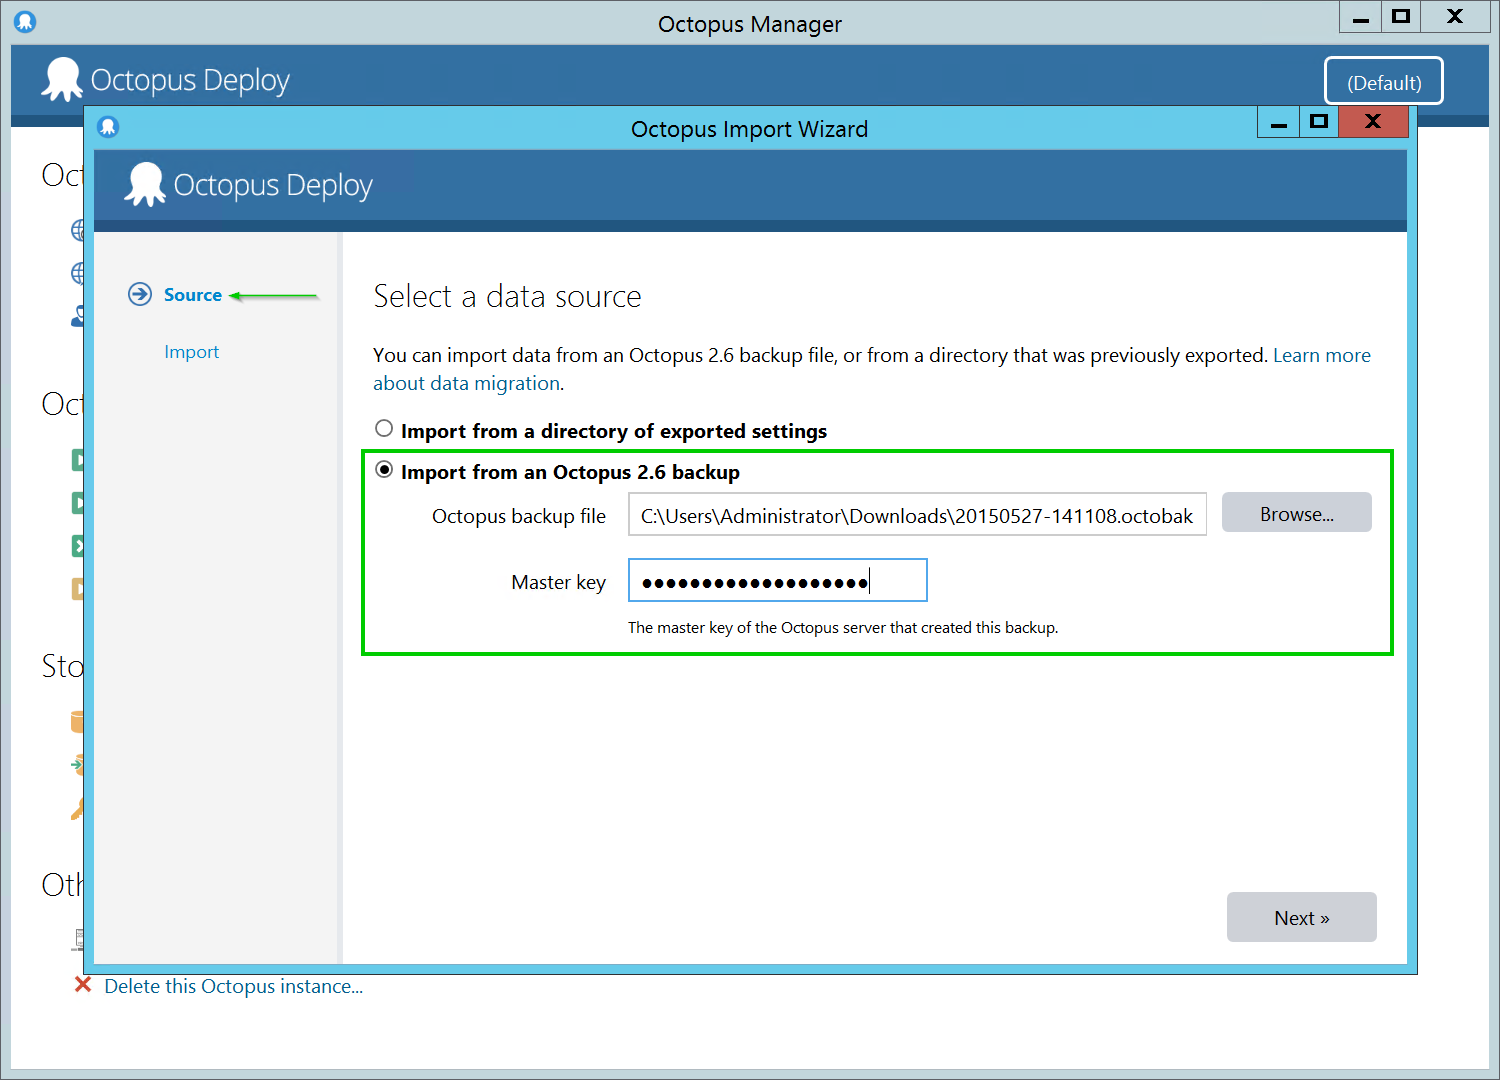 Octopus Manager
Octopus Deploy
(Default)
Octopus Import Wizard
Octopus Deploy
Source
Import
Select a data source
You can import data from an Octopus 2.6 backup file, or from a directory that was previously exported. Learn more
about data migration.
Import from a directory of exported settings
Import from an Octopus 2.6 backup
Octopus backup file
C:\Users\Administrator\Downloads\20150527-141108.octobak
Browse...
Master key
The master key of the Octopus server that created this backup.
Next »
Delete this Octopus instance...